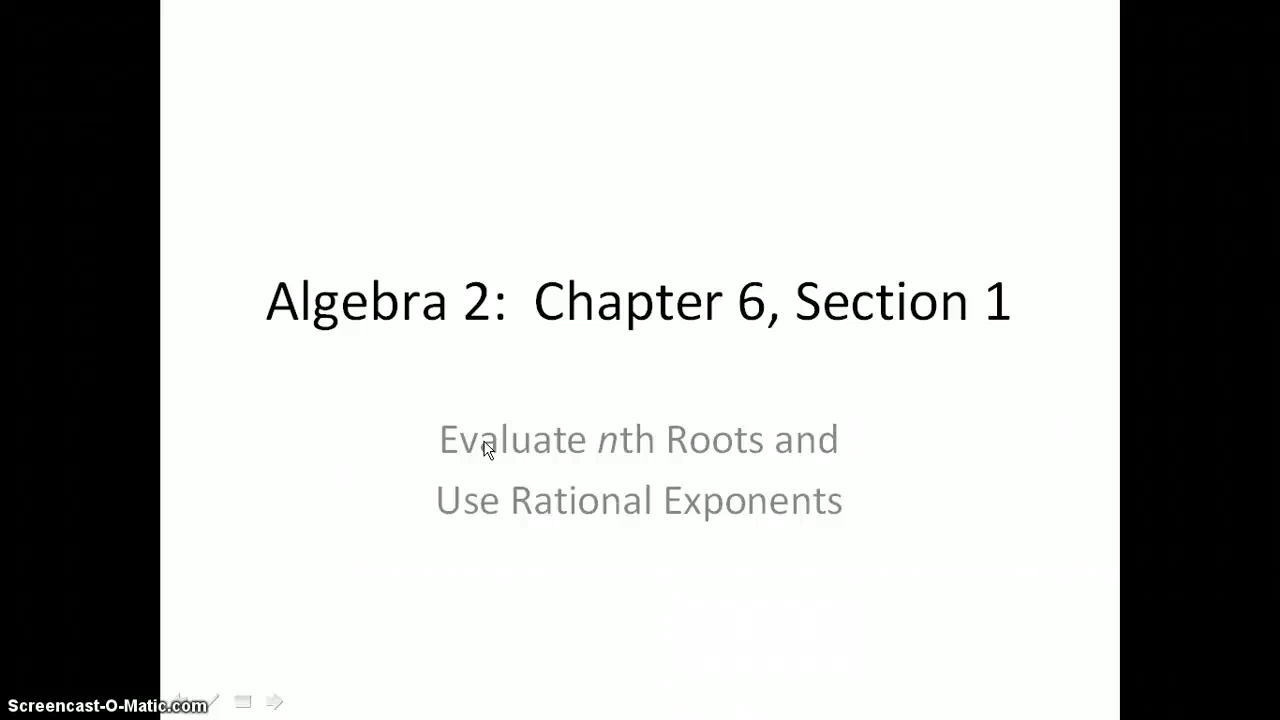 Algebra 2:  Chapter 6, Section 1
Evaluate nth Roots and
Use Rational Exponents
Screencast-O-Matic.com